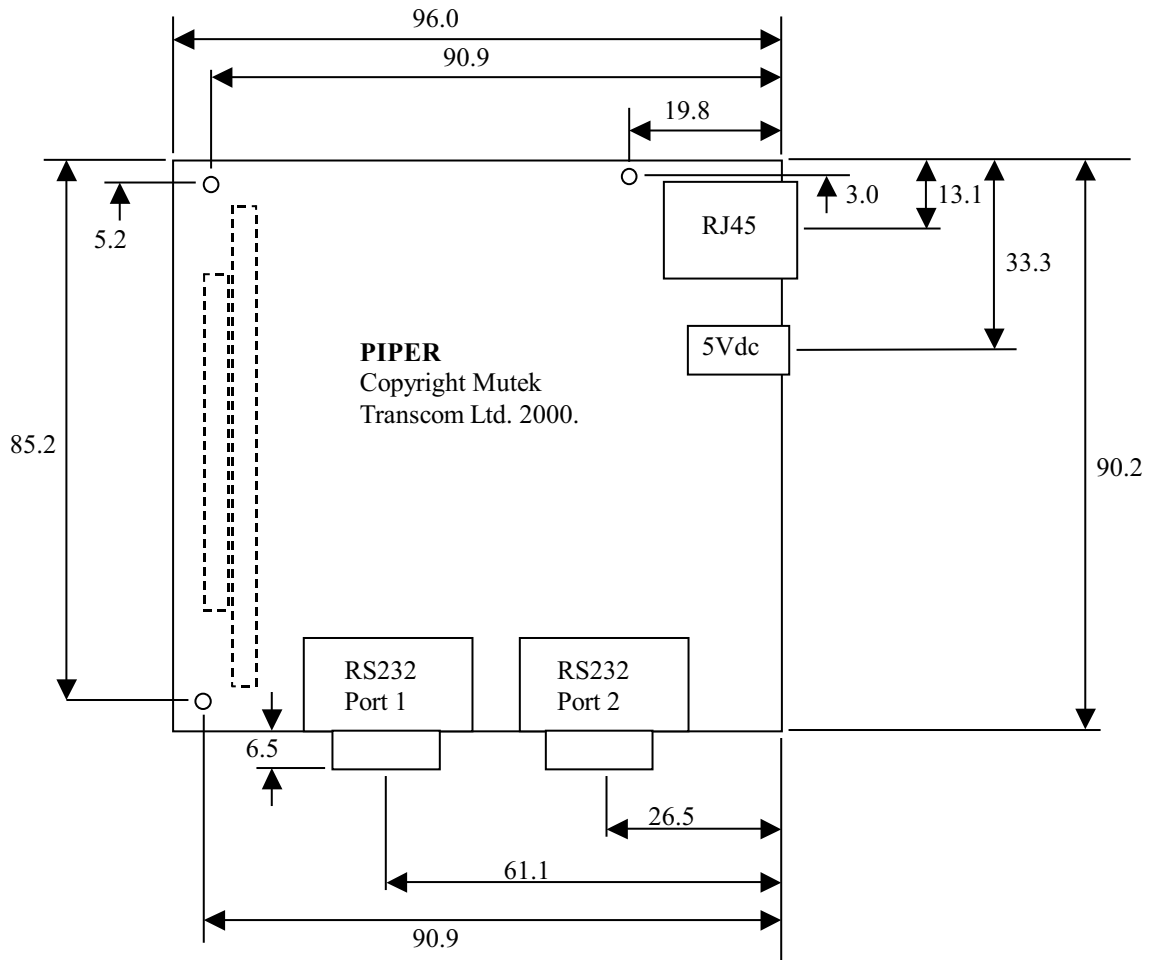 96.0
90.9
19.8
5.2
3.0
13.1
RJ45
33.3
5Vdc
PIPER
Copyright Mutek
Transcom Ltd. 2000.
85.2
90.2
RS232
Port 1
RS232
Port 2
6.5
26.5
61.1
90.9